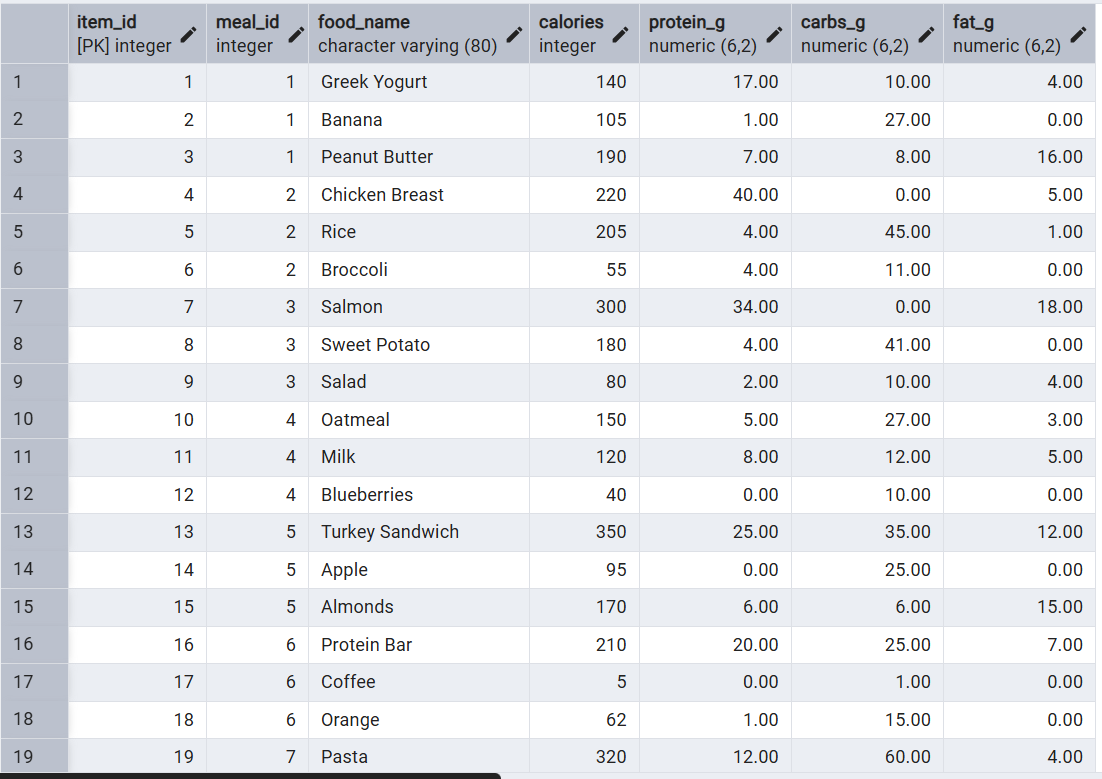 item_id meal_id food_name calories protein_g carbs_g fat_g
[PK] integer integer character varying (80) integer numeric (6,2) numeric (6,2) numeric (6,2)
1 1 1 Greek Yogurt 140 17.00 10.00 4.00
2 2 1 Banana 105 1.00 27.00 0.00
3 3 1 Peanut Butter 190 7.00 8.00 16.00
4 4 2 Chicken Breast 220 40.00 0.00 5.00
5 5 2 Rice 205 4.00 45.00 1.00
6 6 2 Broccoli 55 4.00 11.00 0.00
7 7 3 Salmon 300 34.00 0.00 18.00
8 8 3 Sweet Potato 180 4.00 41.00 0.00
9 9 3 Salad 80 2.00 10.00 4.00
10 10 4 Oatmeal 150 5.00 27.00 3.00
11 11 4 Milk 120 8.00 12.00 5.00
12 12 4 Blueberries 40 0.00 10.00 0.00
13 13 5 Turkey Sandwich 350 25.00 35.00 12.00
14 14 5 Apple 95 0.00 25.00 0.00
15 15 5 Almonds 170 6.00 6.00 15.00
16 16 6 Protein Bar 210 20.00 25.00 7.00
17 17 6 Coffee 5 0.00 1.00 0.00
18 18 6 Orange 62 1.00 15.00 0.00
19 19 7 Pasta 320 12.00 60.00 4.00